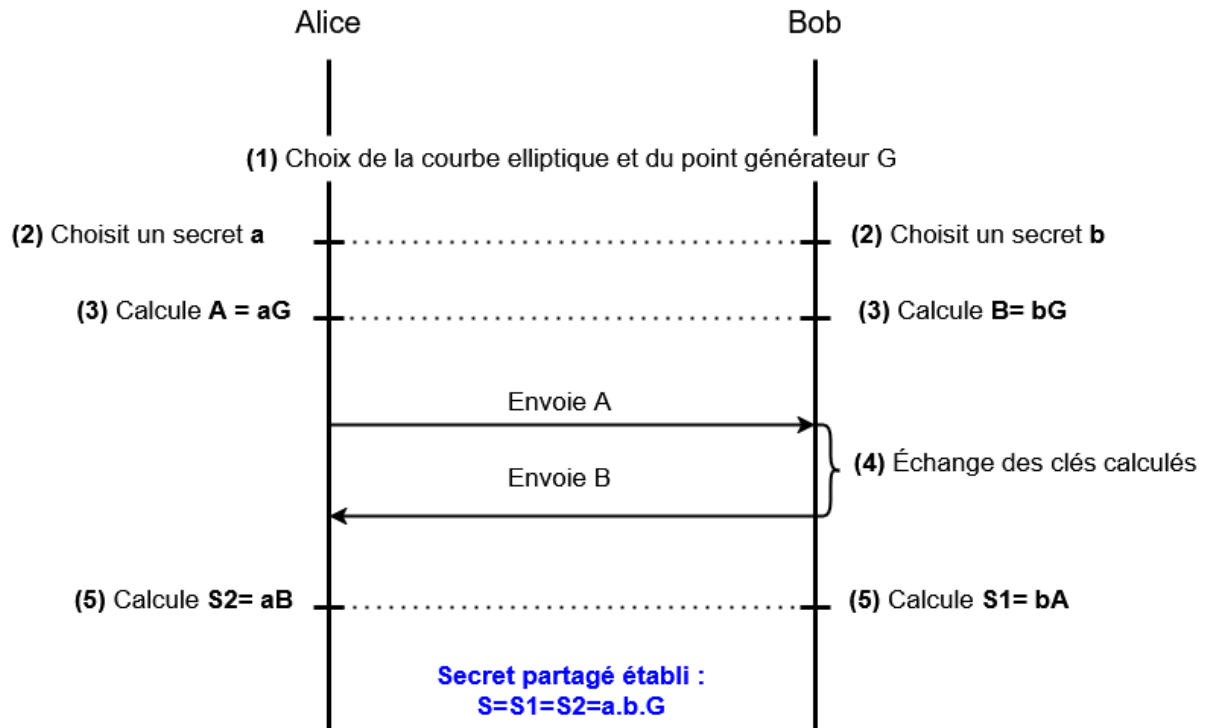 Alice
Bob
(1) Choix de la courbe elliptique et du point générateur G
(2) Choisit un secret a
(2) Choisit un secret b
(3) Calcule A = aG
(3) Calcule B= bG
Envoie A
(4) Échange des clés calculés
Envoie B
(5) Calcule S2= aB
(5) Calcule S1= bA
Secret partagé établi :
S=S1=S2=a.b.G